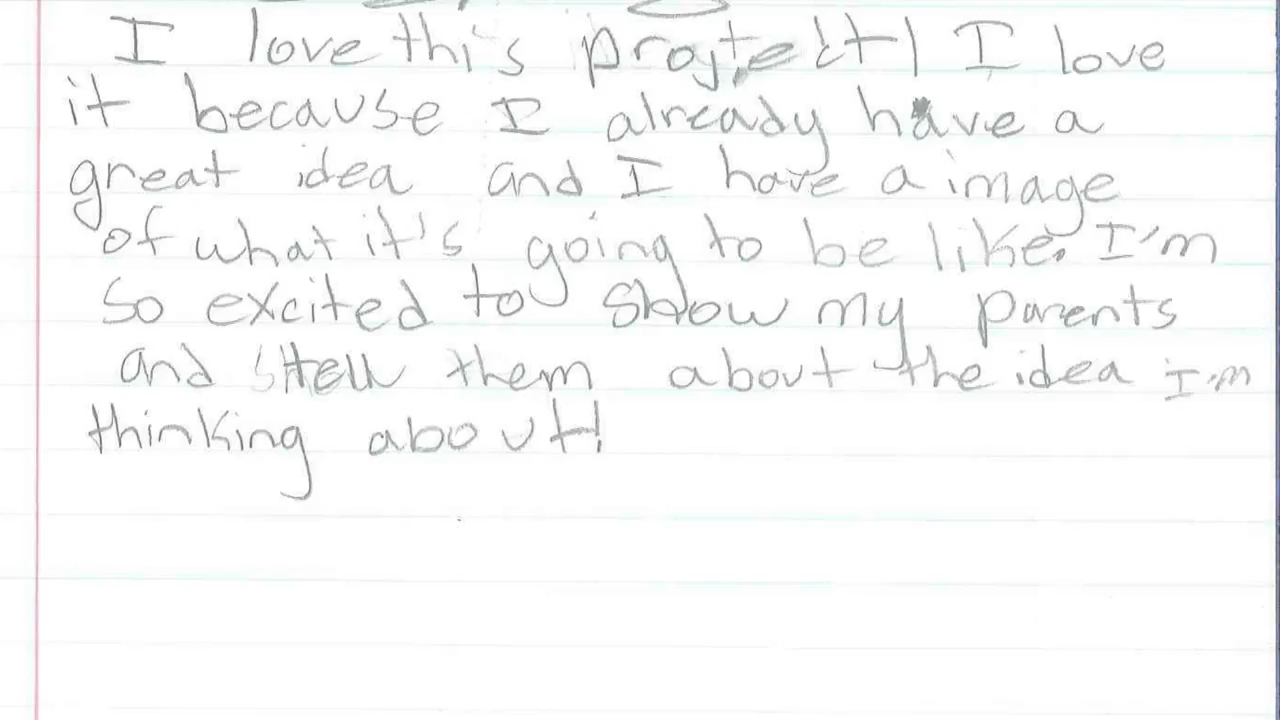 I love this project! I love
it because I already have a
great idea and I have a image
of what it's going to be like. I'm
so excited to show my parents
and tell them about the idea I'm
thinking about!